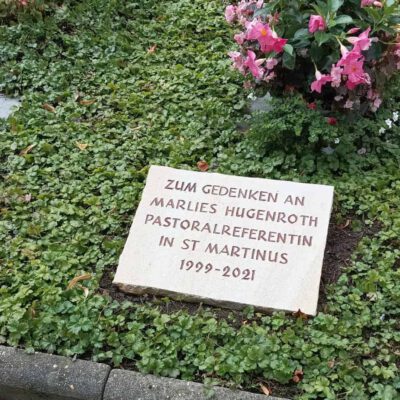 ZUM GEDENKEN AN
MARLIES HUGENROTH
PASTORALREFERENTIN
IN ST MARTINUS
1999-2021